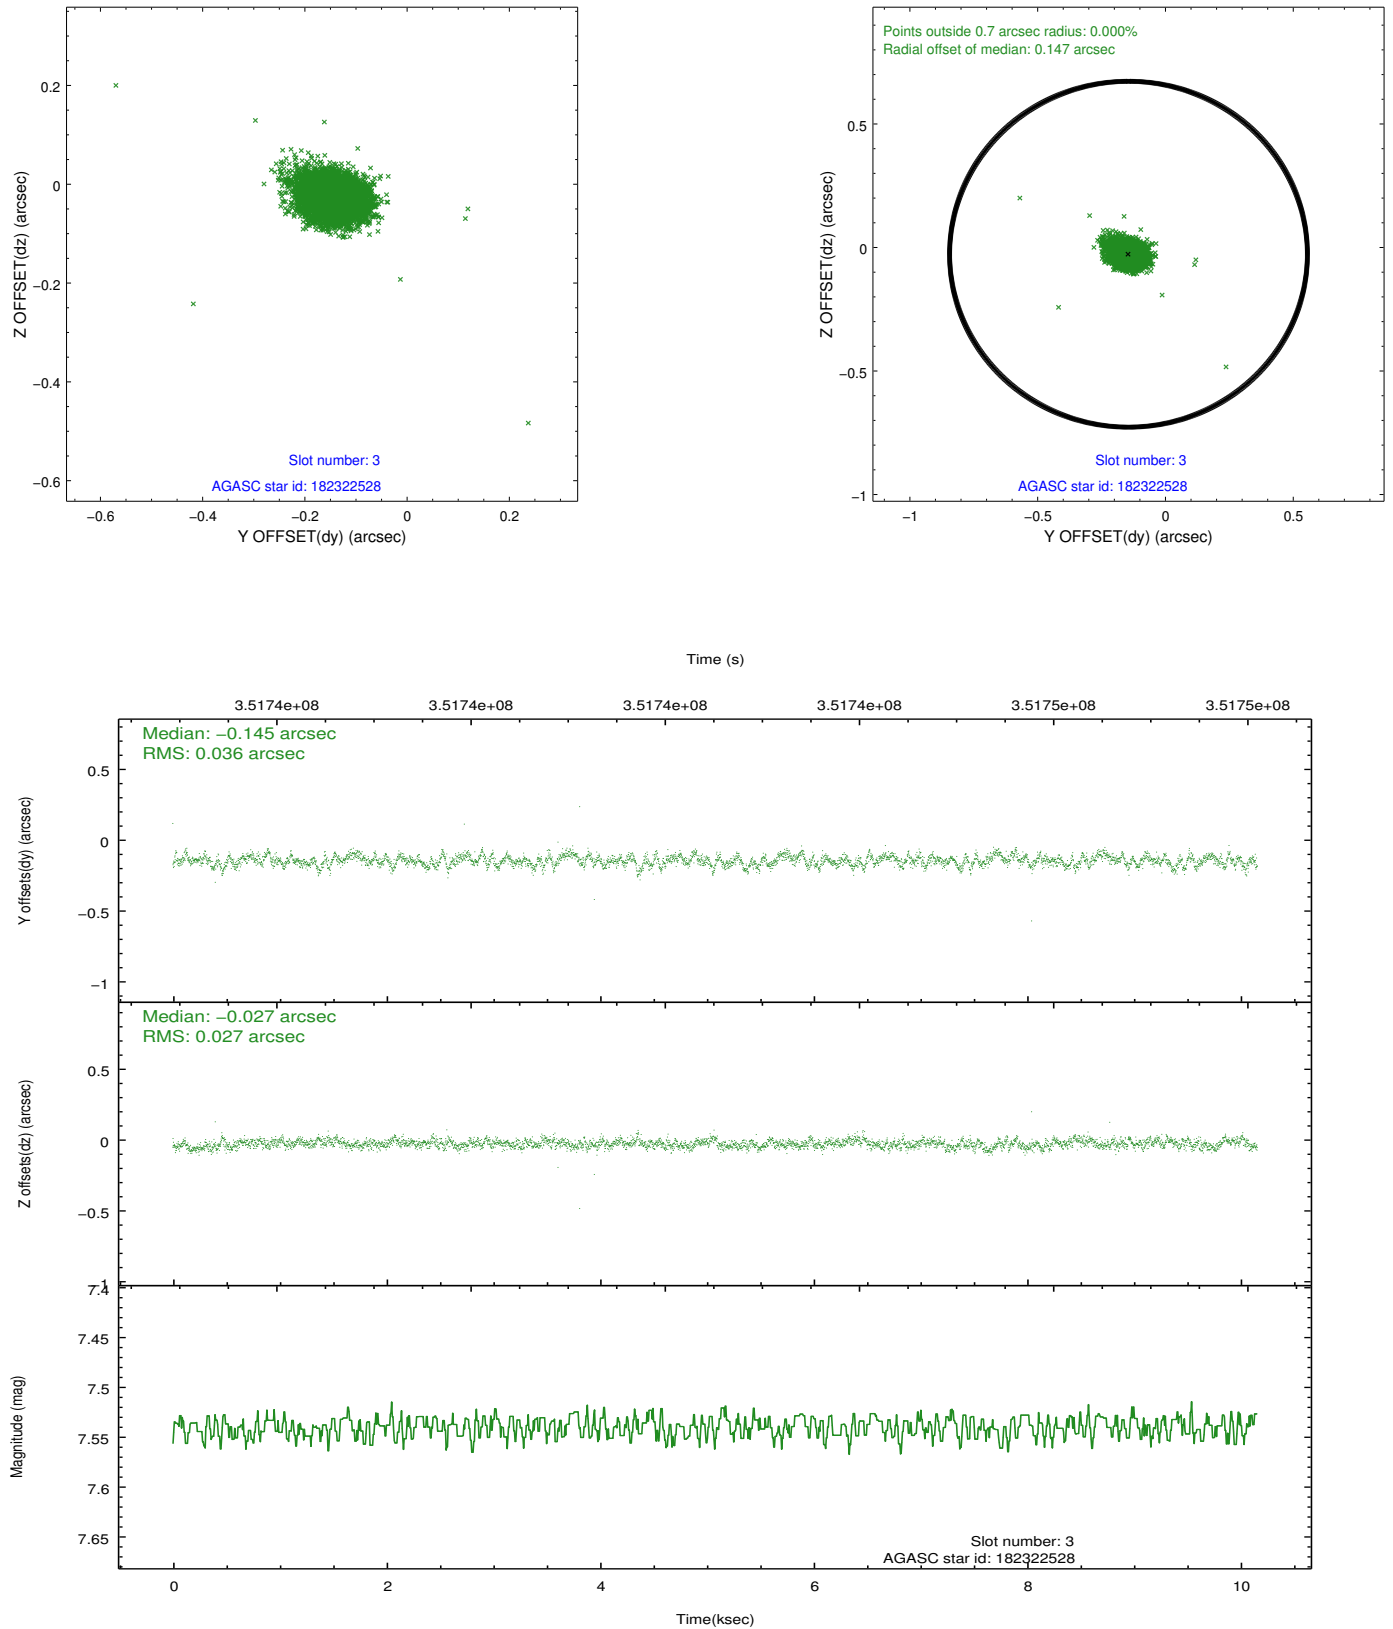 0.2
0
−0.2
−0.4
−0.6
Z OFFSET(dz) (arcsec)
Slot number: 3
AGASC star id: 182322528
−0.6
−0.4
−0.2
0
0.2
Y OFFSET(dy) (arcsec)
Points outside 0.7 arcsec radius: 0.000%
Radial offset of median: 0.147 arcsec
0.5
0
−0.5
−1
Z OFFSET(dz) (arcsec)
Slot number: 3
AGASC star id: 182322528
−1
−0.5
0
0.5
Y OFFSET(dy) (arcsec)
Time (s)
3.5174e+08
3.5174e+08
3.5174e+08
3.5174e+08
3.5175e+08
3.5175e+08
Median: −0.145 arcsec
RMS: 0.036 arcsec
0.5
0
−0.5
−1
Y offsets(dy) (arcsec)
Median: −0.027 arcsec
RMS: 0.027 arcsec
0.5
0
−0.5
−1
Z offsets(dz) (arcsec)
7.4
7.45
7.5
7.55
7.6
7.65
Magnitude (mag)
Slot number: 3
AGASC star id: 182322528
0
2
4
6
8
10
Time(ksec)